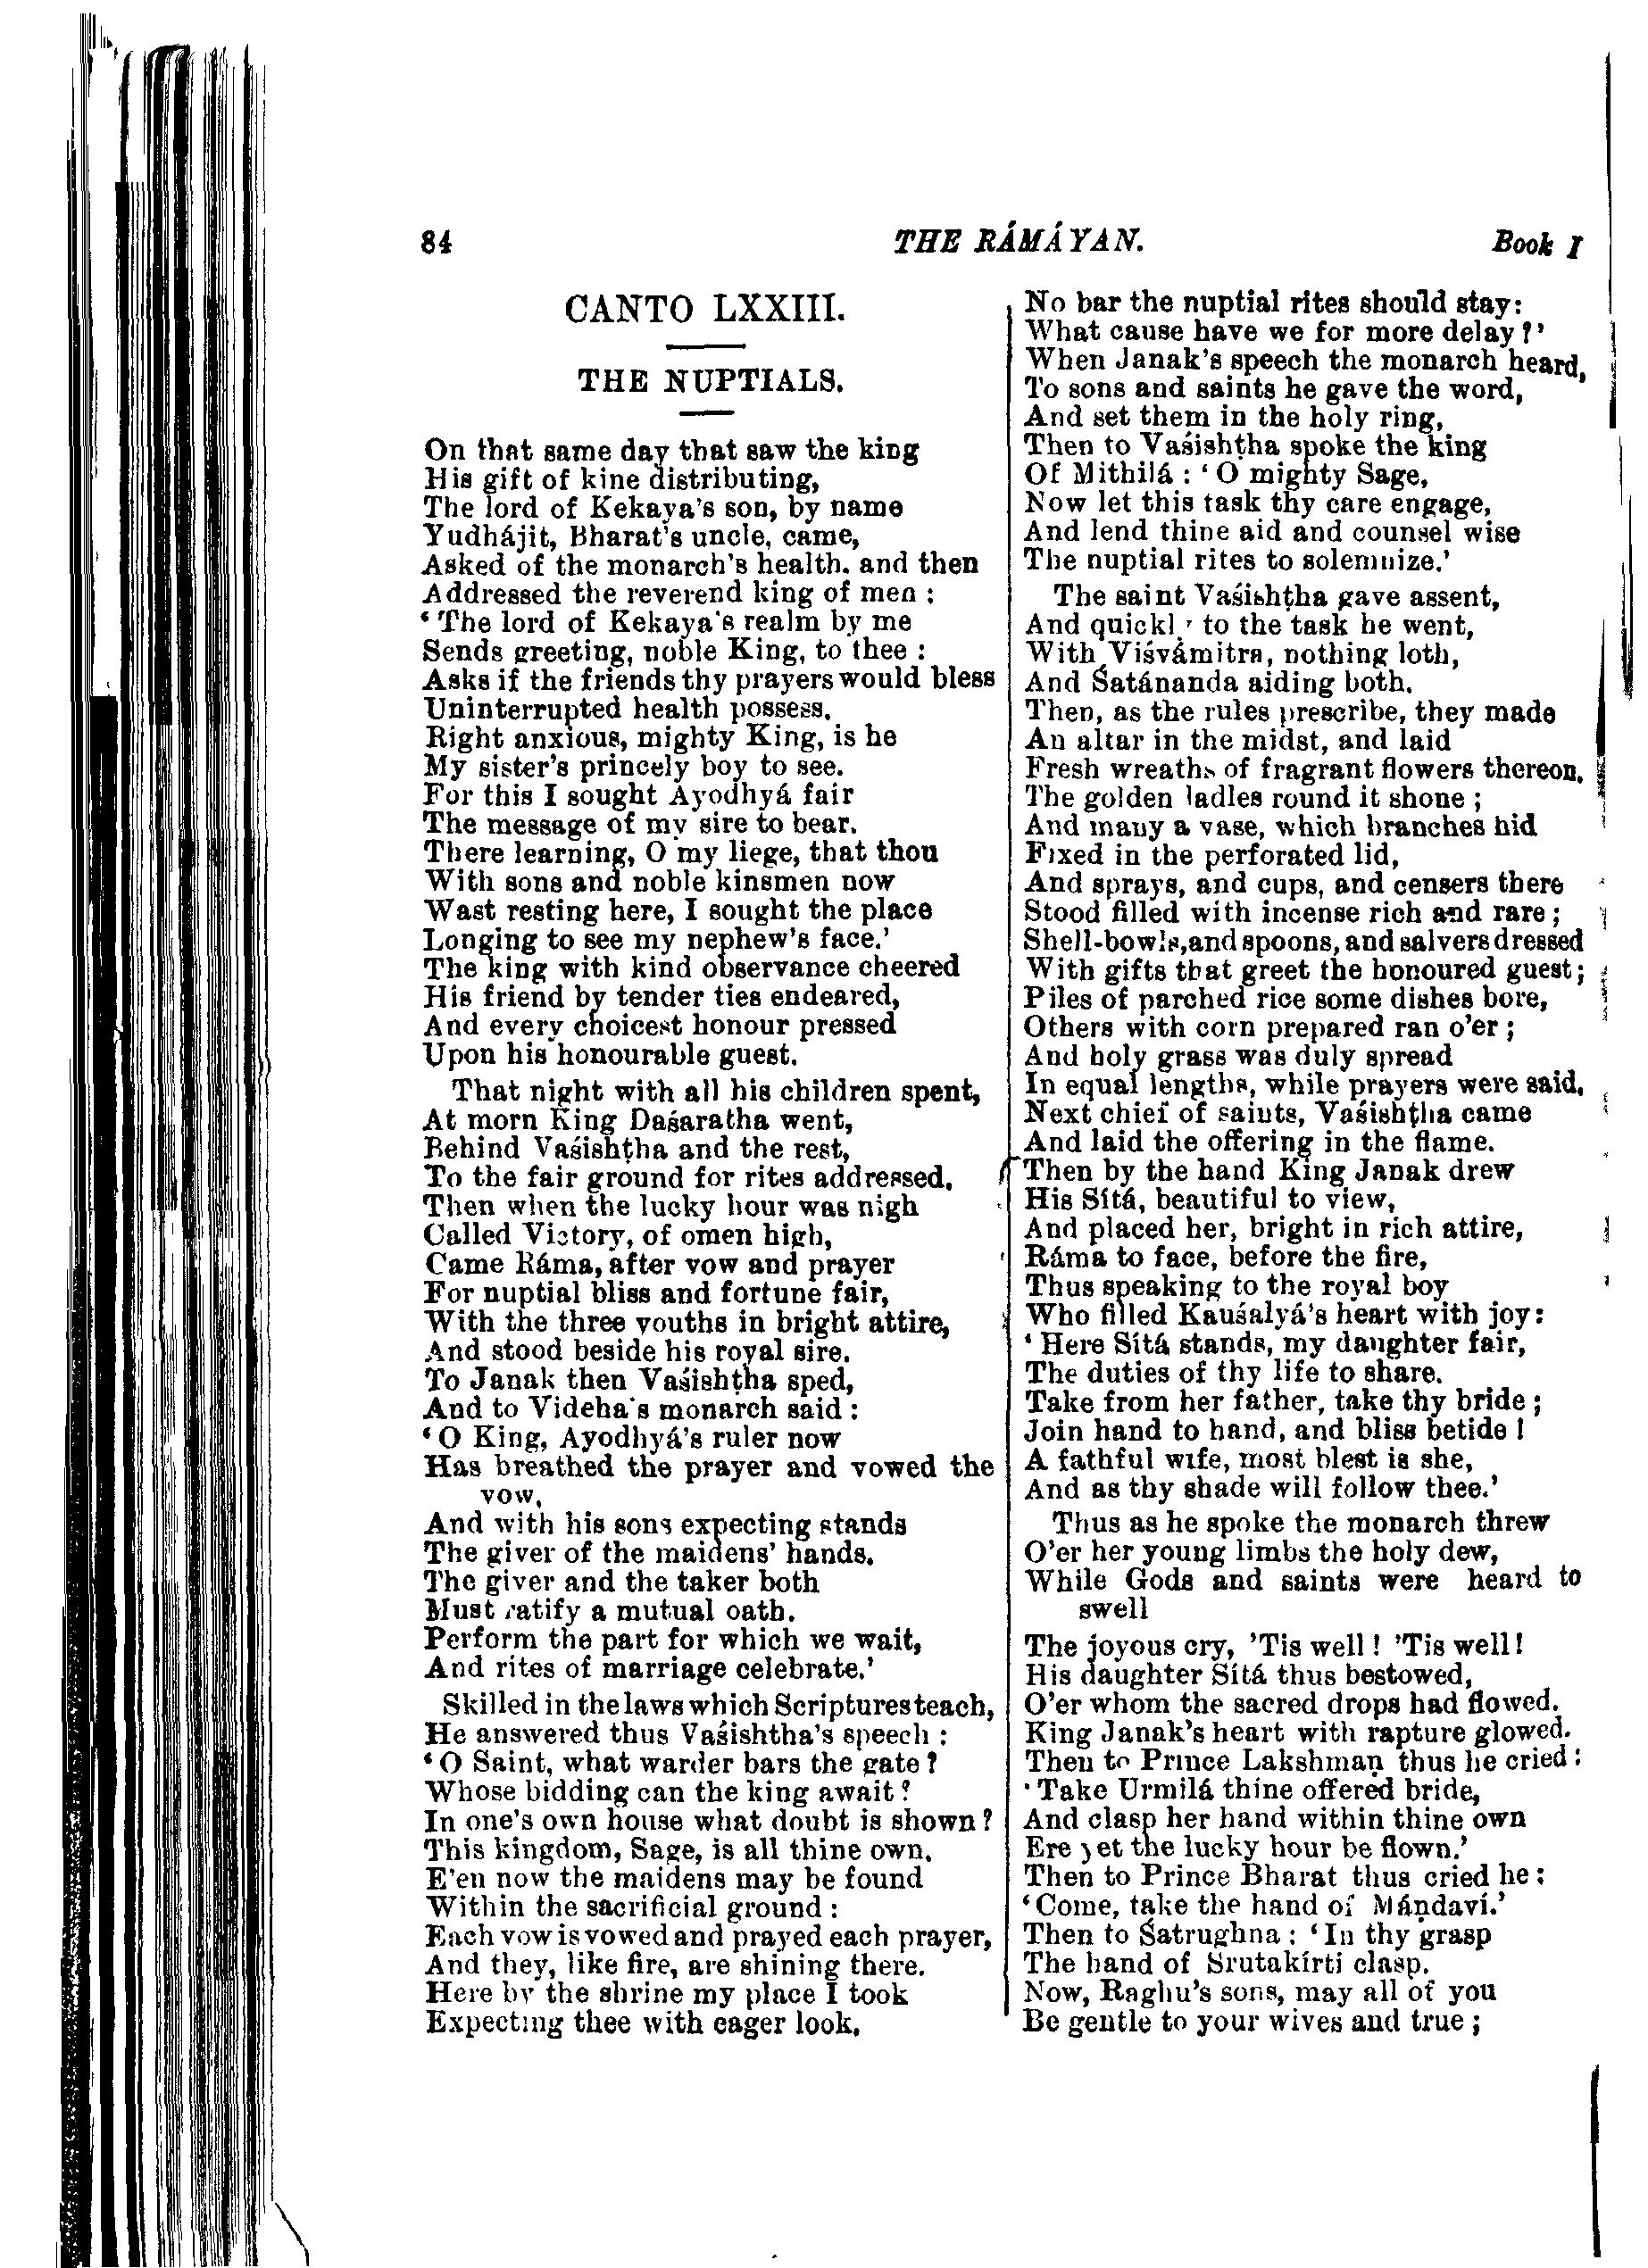 84
THE RÁMÁYAN.
Book I
CANTO LXXIII.
THE NUPTIALS.
On that same day that saw the king
His gift of kine distributing,
The lord of Kekaya's son, by name
Yudhájit, Bharat's uncle, came,
Asked of the monarch's health. and then
Addressed the reverend king of men :
‘ The lord of Kekaya's realm by me
Sends greeting, noble King, to thee :
Asks if the friends thy prayers would bless
Uninterrupted health possess.
Right anxious, mighty King, is he
My sister's princely boy to see.
For this I sought Ayodhyá fair
The message of my sire to bear.
There learning, O my liege, that thou
With sons and noble kinsmen now
Wast resting here, I sought the place
Longing to see my nephew's face.’
The king with kind observance cheered
His friend by tender ties endeared,
And every choicest honour pressed
Upon his honourable guest.
That night with all his children spent,
At morn King Daśaratha went,
Behind Vaśishṭha and the rest,
To the fair ground for rites addressed.
Then when the lucky hour was nigh
Called Victory, of omen high,
Came Ráma, after vow and prayer
For nuptial bliss and fortune fair,
With the three youths in bright attire,
And stood beside his royal sire.
To Janak then Vaśishṭha sped,
And to Videha's monarch said :
‘ O King, Ayodhyá's ruler now
Has breathed the prayer and vowed the
vow,
And with his sons expecting stands
The giver of the maidens' hands.
The giver and the taker both
Must ratify a mutual oath.
Perform the part for which we wait,
And rites of marriage celebrate.’
Skilled in the laws which Scriptures teach,
He answered thus Vaśishtha's speech :
‘ O Saint, what warder bars the gate ?
Whose bidding can the king await ?
In one's own house what doubt is shown ?
This kingdom, Sage, is all thine own.
E'en now the maidens may be found
Within the sacrificial ground :
Each vow is vowed and prayed each prayer,
And they, like fire, are shining there.
Here by the shrine my place I took
Expecting thee with eager look.
No bar the nuptial rites should stay:
What cause have we for more delay ?’
When Janak's speech the monarch heard,
To sons and saints he gave the word,
And set them in the holy ring,
Then to Vaśishṭha spoke the king
Of Mithilá : ‘ O mighty Sage,
Now let this task thy care engage,
And lend thine aid and counsel wise
The nuptial rites to solemnize.’
The saint Vaśishṭha gave assent,
And quickly to the task he went,
With Viśvámitra, nothing loth,
And Śatánanda aiding both.
Then, as the rules prescribe, they made
An altar in the midst, and laid
Fresh wreaths of fragrant flowers thereon.
The golden ladles round it shone ;
And many a vase, which branches hid
Fixed in the perforated lid,
And sprays, and cups, and censers there
Stood filled with incense rich and rare ;
Shell-bowls, and spoons, and salvers dressed
With gifts that greet the honoured guest;
Piles of parched rice some dishes bore,
Others with corn prepared ran o'er ;
And holy grass was duly spread
In equal lengths, while prayers were said.
Next chief of saints, Vaśishṭha came
And laid the offering in the flame.
Then by the hand King Janak drew
His Sítá, beautiful to view,
And placed her, bright in rich attire,
Ráma to face, before the fire,
Thus speaking to the royal boy
Who filled Kauśalyá's heart with joy:
‘ Here Sítá stands, my daughter fair,
The duties of thy life to share.
Take from her father, take thy bride ;
Join hand to hand, and bliss betide !
A fathful wife, most blest is she,
And as thy shade will follow thee.’
Thus as he spoke the monarch threw
O'er her young limbs the holy dew,
While Gods and saints were heard to
swell
The joyous cry, 'Tis well ! 'Tis well !
His daughter Sítá thus bestowed,
O'er whom the sacred drops had flowed.
King Janak's heart with rapture glowed.
Then to Prince Lakshmaṇ thus he cried :
‘ Take Urmilá thine offered bride,
And clasp her hand within thine own
Ere yet the lucky hour be flown.’
Then to Prince Bharat thus cried he :
‘ Come, take the hand of Máṇdaví.’
Then to Śatrughna : ‘ In thy grasp
The hand of Srutakírti clasp.
Now, Raghu's sons, may all of you
Be gentle to your wives and true ;